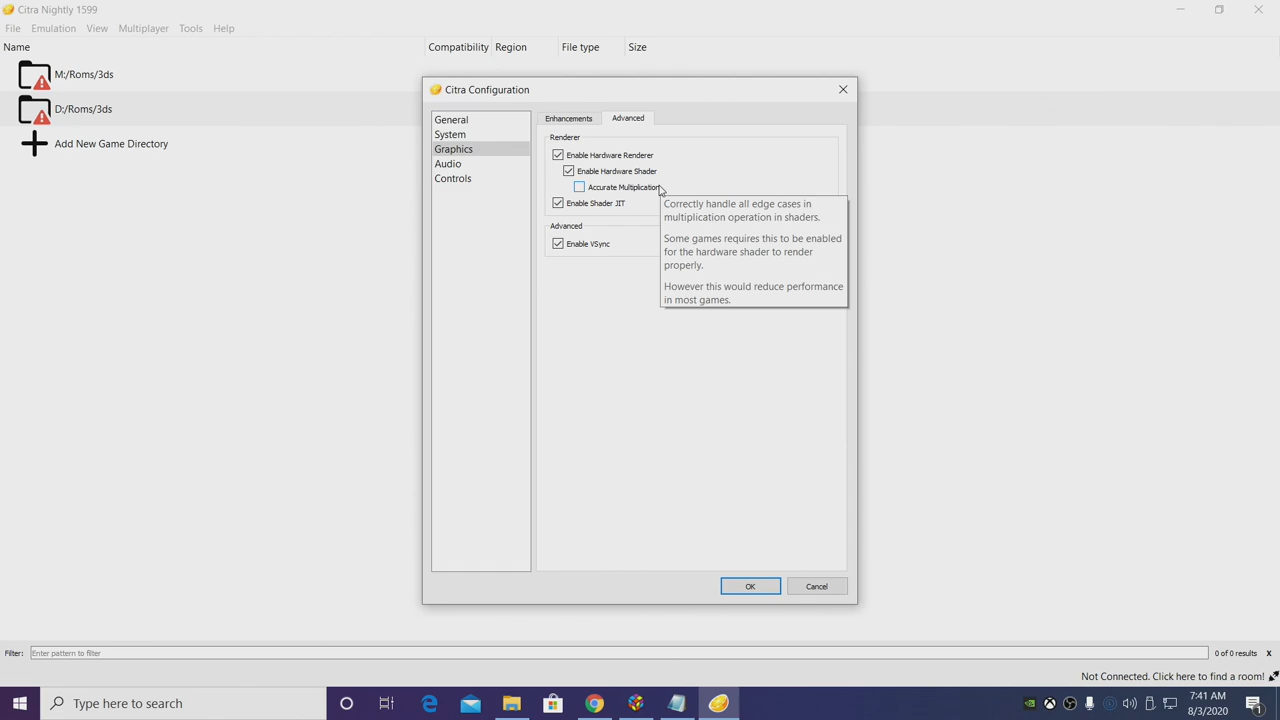 Citra Nightly 1599
File Emulation View Multiplayer Tools Help
Name Compatibility Region File type Size
M:/Roms/3ds
D:/Roms/3ds
Add New Game Directory
Citra Configuration
General
System
Graphics
Audio
Controls
Enhancements Advanced
Renderer
Enable Hardware Renderer
Enable Hardware Shader
Accurate Multiplication
Enable Shader JIT
Advanced
Enable VSync
Correctly handle all edge cases in
multiplication operation in shaders.
Some games requires this to be enabled
for the hardware shader to render
properly.
However this would reduce performance
in most games.
OK Cancel
Filter: Enter pattern to filter 0 of 0 results X
Not Connected. Click here to find a room!
Type here to search
7:41 AM
8/3/2020
1